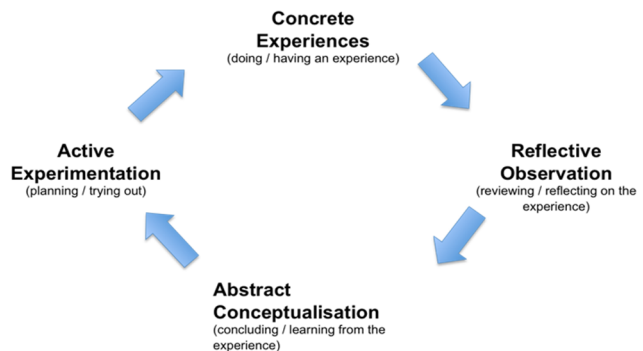 Concrete
Experiences
(doing / having an experience)
Reflective
Observation
(reviewing / reflecting on the
experience)
Abstract
Conceptualisation
(concluding / learning from the
experience)
Active
Experimentation
(planning / trying out)